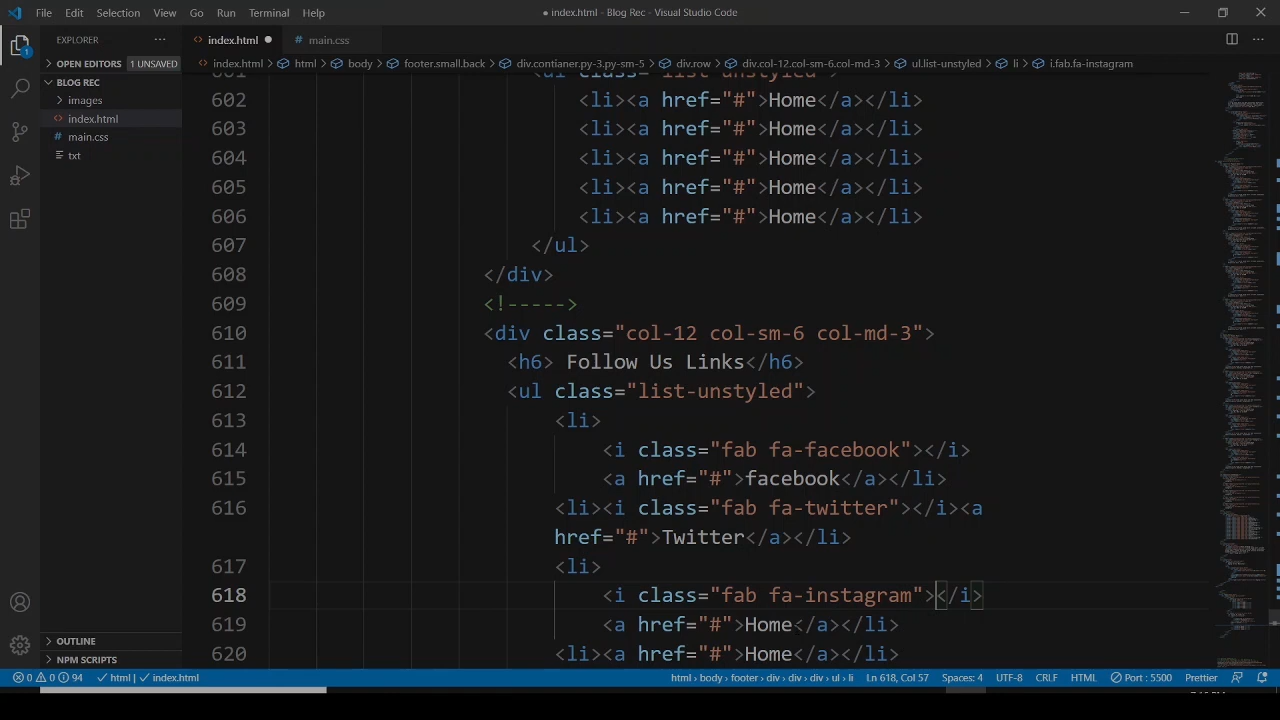 File Edit Selection View Go Run Terminal Help
● index.html - Blog Rec - Visual Studio Code
EXPLORER
index.html
main.css
OPEN EDITORS 1 UNSAVED
index.html > html > body > footer.small.back > div.contianer.py-3.py-sm-5 > div.row > div.col-12.col-sm-6.col-md-3 > ul.list-unstyled > li > i.fab.fa-instagram
BLOG REC
images
index.html
main.css
txt
601 <ul class="list-unstyled">
602 <li><a href="#">Home</a></li>
603 <li><a href="#">Home</a></li>
604 <li><a href="#">Home</a></li>
605 <li><a href="#">Home</a></li>
606 <li><a href="#">Home</a></li>
607 </ul>
608 </div>
609 <!----->
610 <div class="col-12 col-sm-6 col-md-3">
611 <h6> Follow Us Links</h6>
612 <ul class="list-unstyled">
613 <li>
614 <i class="fab fa-facebook"></i>
615 <a href="#">facebook</a></li>
616 <li><i class="fab fa-twitter"></i><a
href="#">Twitter</a></li>
617 <li>
618 <i class="fab fa-instagram"></i>
619 <a href="#">Home</a></li>
620 <li><a href="#">Home</a></li>
OUTLINE
NPM SCRIPTS
0 0 94 html | index.html
html › body › footer › div › div › div › ul › li Ln 618, Col 57 Spaces: 4 UTF-8 CRLF HTML Port : 5500 Prettier